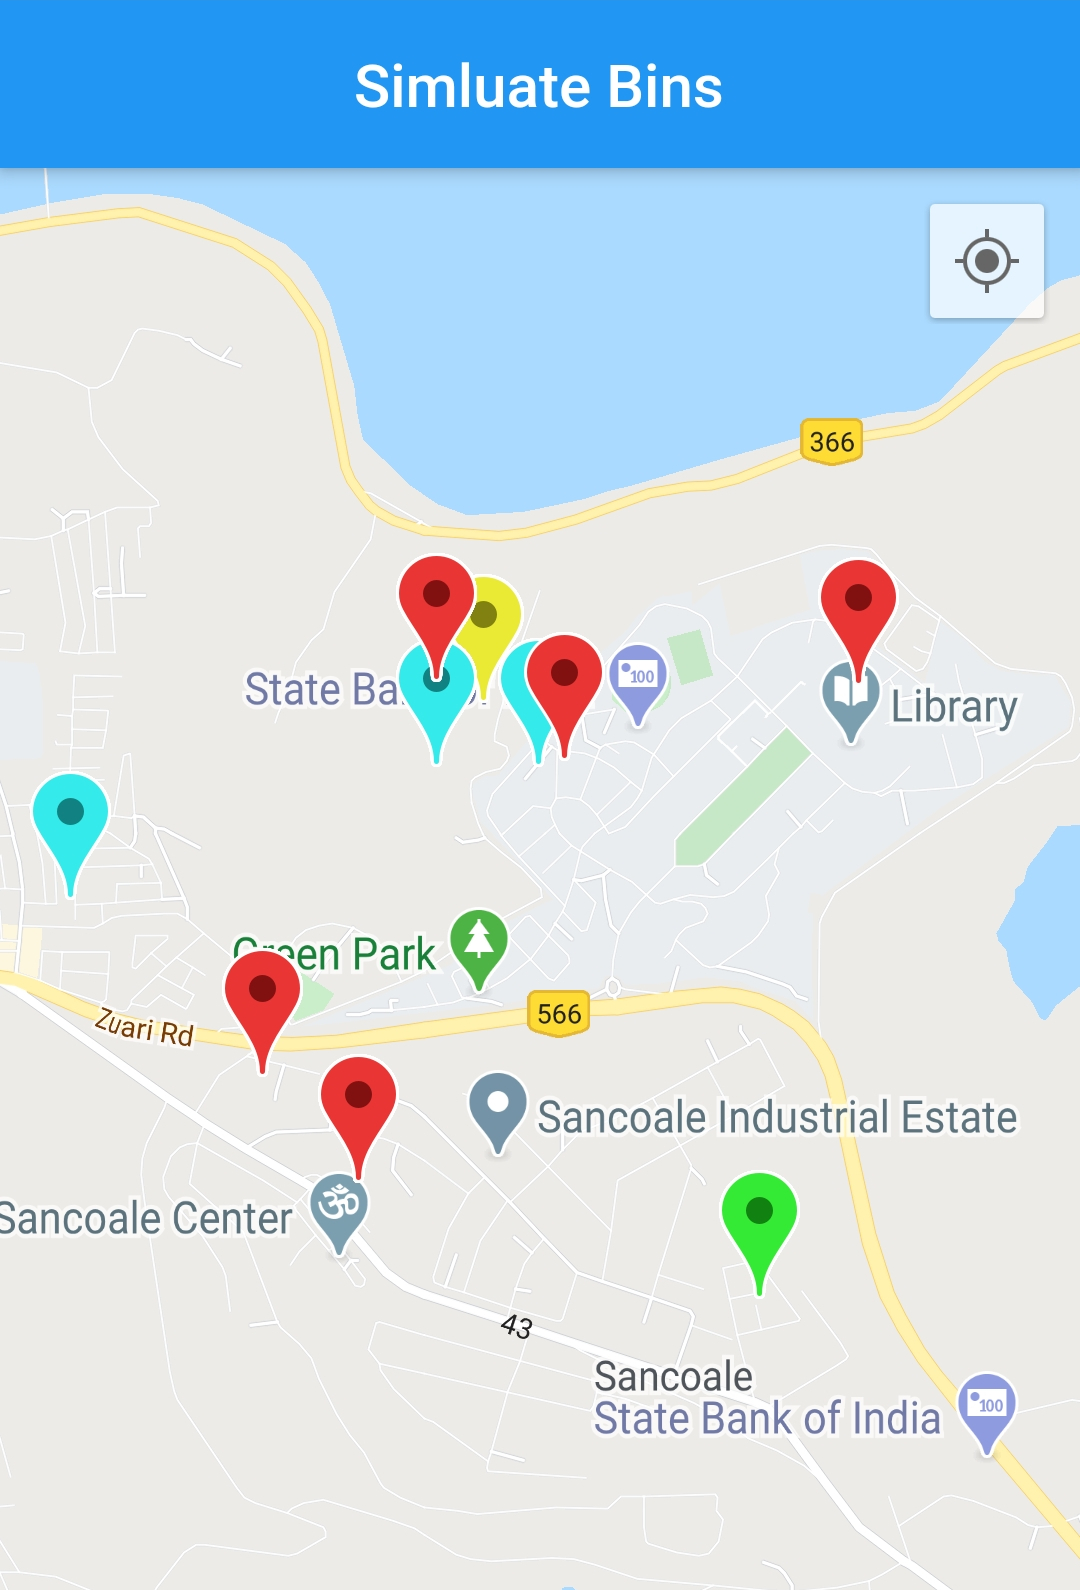 Simluate Bins
366
State Ba
100
Library
Green Park
566
Zuari Rd
Sancoale Industrial Estate
ॐ
Sancoale Center
43
Sancoale
State Bank of India
100